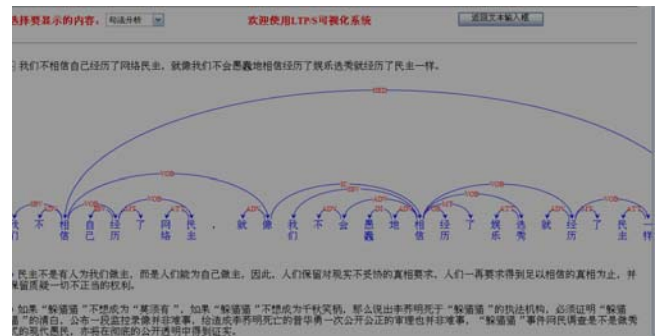 选择要显示的内容：句法分析 欢迎使用LTP/S可视化系统 返回文本输入框
我们不相信自己经历了网络民主，就像我们不会愚蠢地相信经历了娱乐选秀就经历了民主一样。
HED
VOB VOB IC VOB
我们 不 相信 自己 经历 了 网络 民主 ， 就 像 我们 不 会 愚蠢 地 相信 经历 了 娱乐 选秀 就 经历 了 民主 一样
民主不是有人为我们做主，而是人们能为自己做主，因此，人们保留对现实不妥协的真相要求，人们一再要求得到足以相信的真相为止，并
保留质疑一切不正当的权利。
如果“躲猫猫”不想成为“莫须有”，如果“躲猫猫”不想成为千秋笑柄，那么说出李荞明死于“躲猫猫”的执法机构，必须证明“躲猫
猫”的清白，公布一段监控录像并非难事，给造成李荞明死亡的普华勇一次公开公正的审理也并非难事，“躲猫猫”事件网民调查是不是做秀
式的现代愚民，亦将在彻底的公开透明中得到证实。